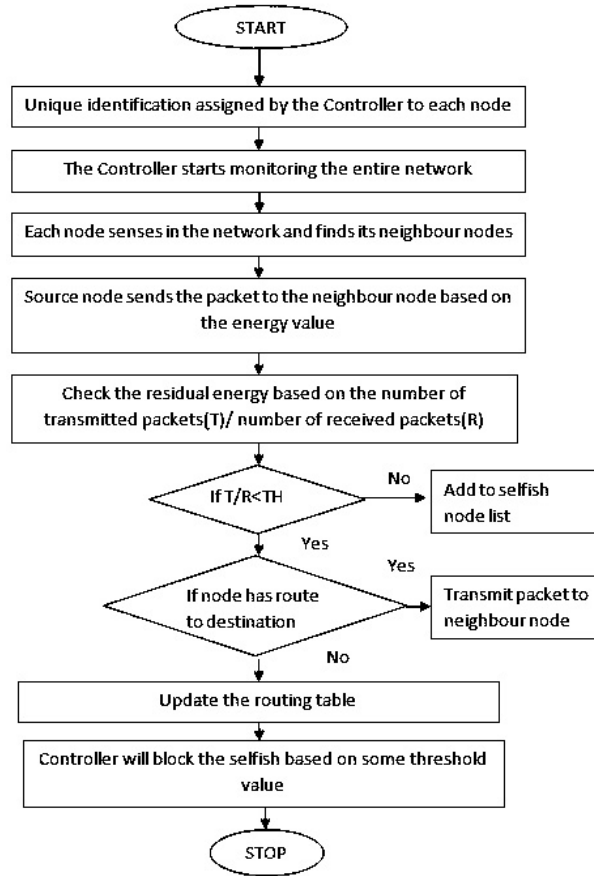 START
Unique identification assigned by the Controller to each node
The Controller starts monitoring the entire network
Each node senses in the network and finds its neighbour nodes
Source node sends the packet to the neighbour node based on
the energy value
Check the residual energy based on the number of
transmitted packets(T)/ number of received packets(R)
If T/R<TH
No
Add to selfish
node list
Yes
If node has route
to destination
Yes
Transmit packet to
neighbour node
No
Update the routing table
Controller will block the selfish based on some threshold
value
STOP